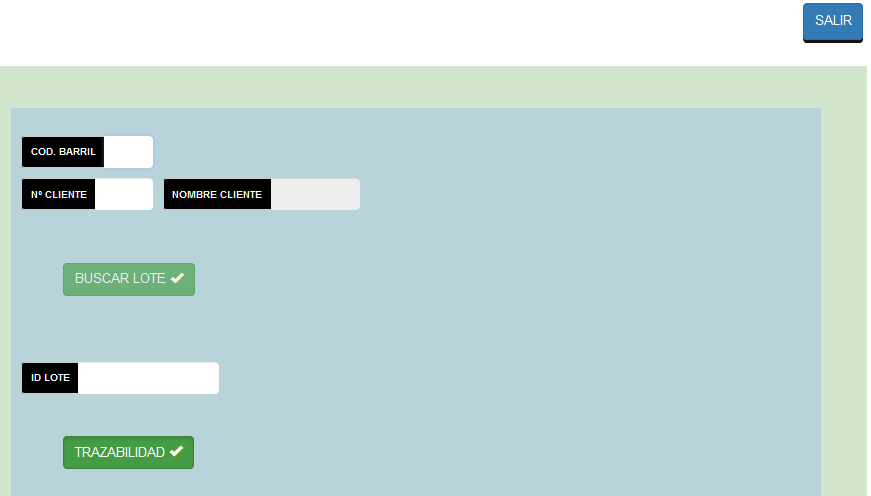 SALIR
COD. BARRIL
Nº CLIENTE NOMBRE CLIENTE
BUSCAR LOTE
ID LOTE
TRAZABILIDAD